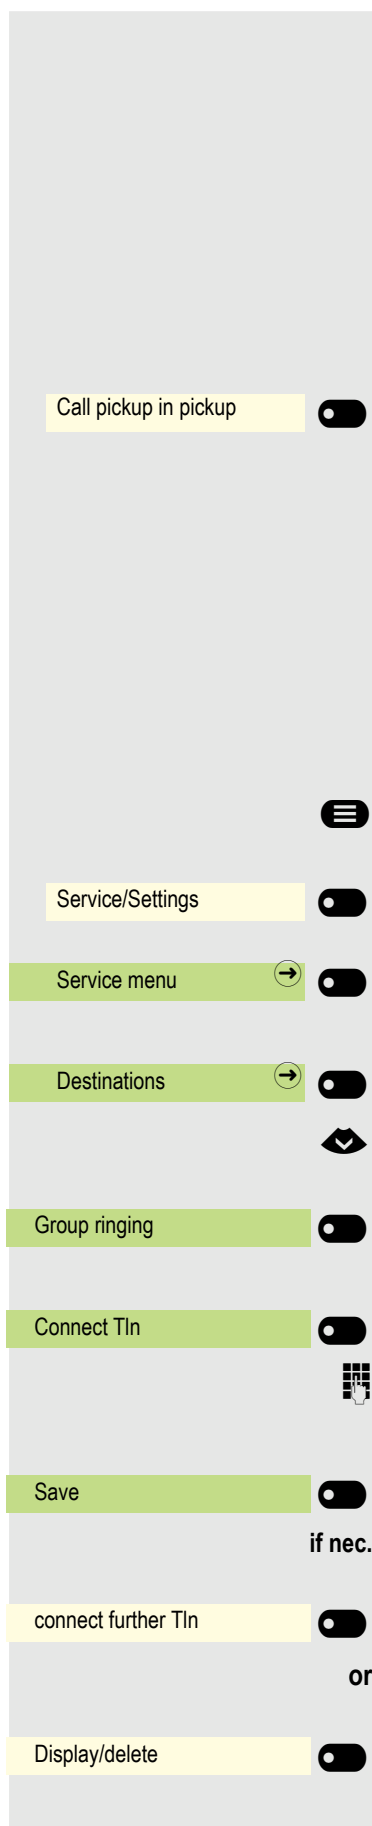 Call pickup in pickup
Service/Settings
Service menu
Destinations
Group ringing
Connect Tln
Save
if nec.
connect further Tln
or
Display/delete